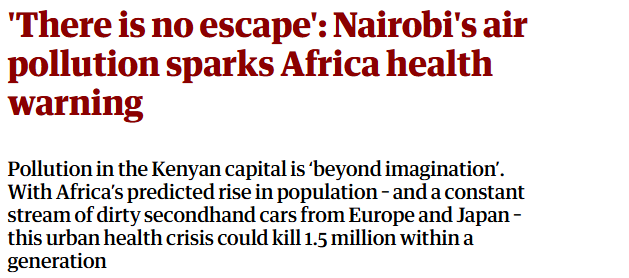 'There is no escape': Nairobi's air
pollution sparks Africa health
warning
Pollution in the Kenyan capital is ‘beyond imagination’.
With Africa’s predicted rise in population – and a constant
stream of dirty secondhand cars from Europe and Japan –
this urban health crisis could kill 1.5 million within a
generation